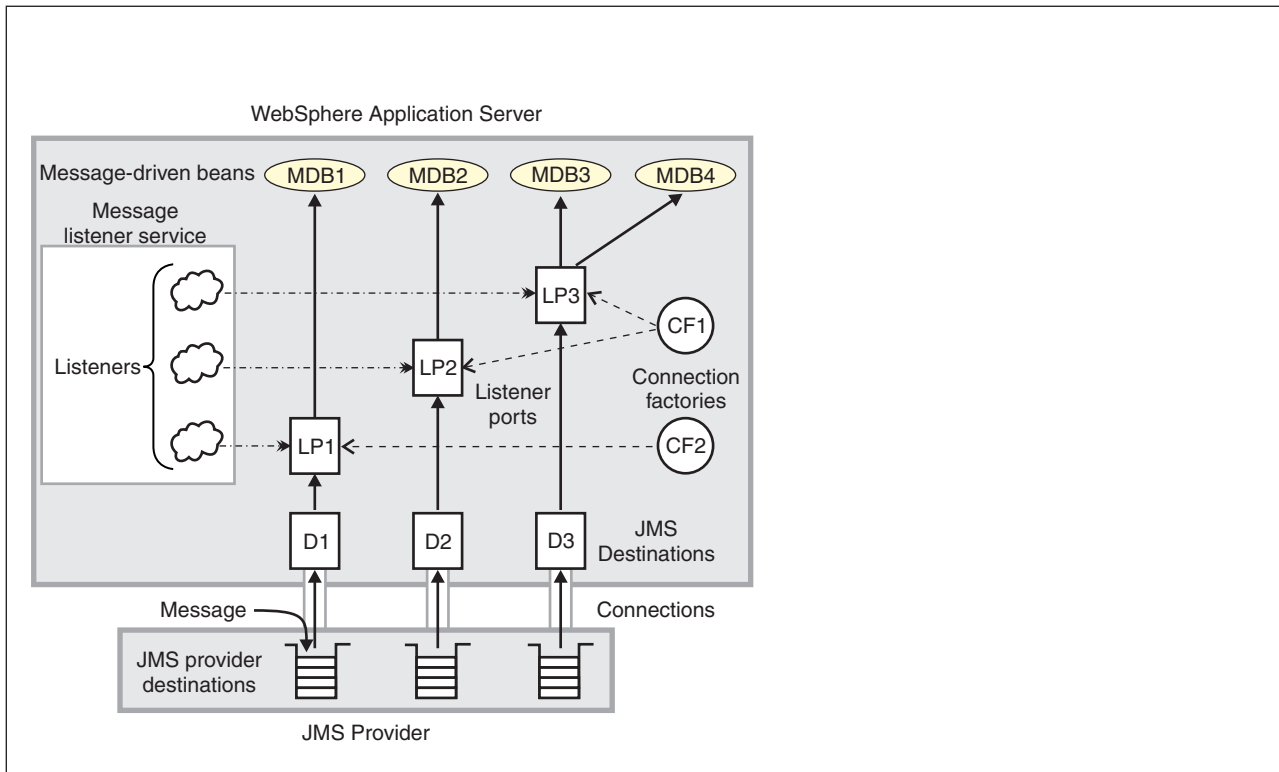 WebSphere Application Server
Message-driven beans
MDB1
MDB2
MDB3
MDB4
Message
listener service
Listeners
LP3
CF1
LP2
Listener
ports
Connection
factories
LP1
CF2
D1
D2
D3
JMS
Destinations
Message
Connections
JMS provider
destinations
JMS Provider